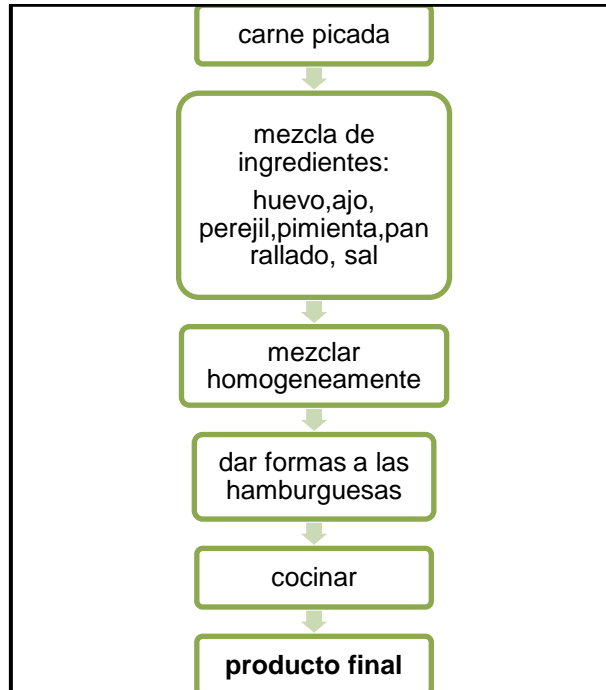 carne picada
mezcla de
ingredientes:
huevo,ajo,
perejil,pimienta,pan
rallado, sal
mezclar
homogeneamente
dar formas a las
hamburguesas
cocinar
producto final